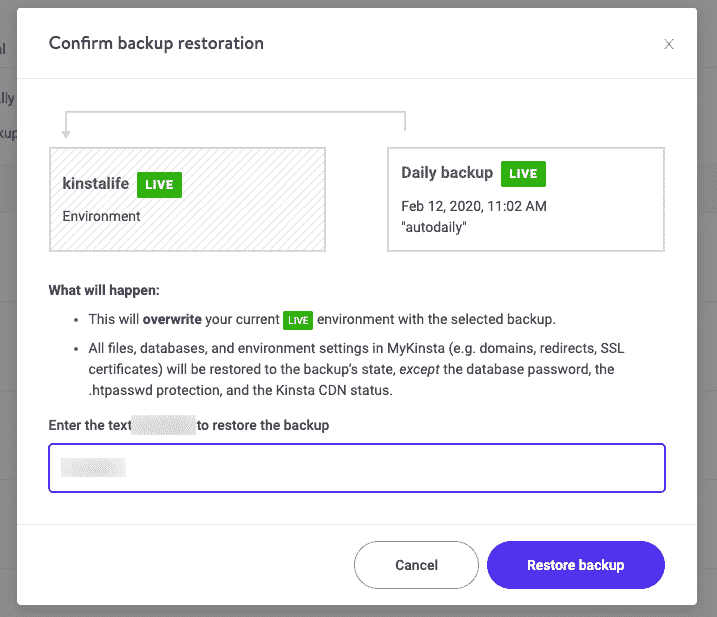 Confirm backup restoration
al
lly
kup
kinstalife LIVE
Environment
Daily backup LIVE
Feb 12, 2020, 11:02 AM
"autodaily"
What will happen:
• This will overwrite your current LIVE environment with the selected backup.
• All files, databases, and environment settings in MyKinsta (e.g. domains, redirects, SSL
certificates) will be restored to the backup’s state, except the database password, the
.htpasswd protection, and the Kinsta CDN status.
Enter the text to restore the backup
Cancel
Restore backup